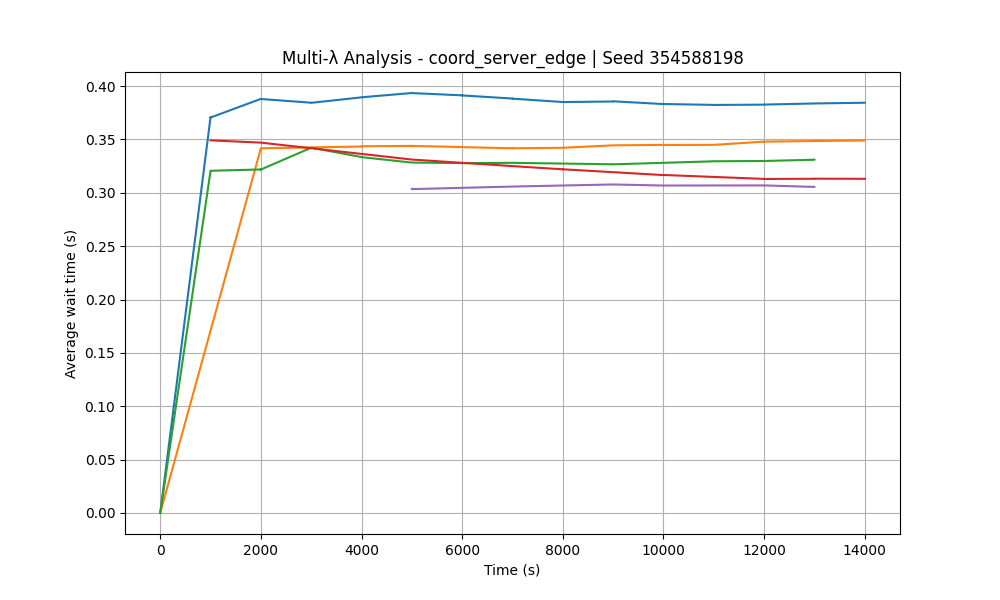 Multi-λ Analysis - coord_server_edge | Seed 354588198
Average wait time (s)
0.40
0.35
0.30
0.25
0.20
0.15
0.10
0.05
0.00
0 2000 4000 6000 8000 10000 12000 14000
Time (s)